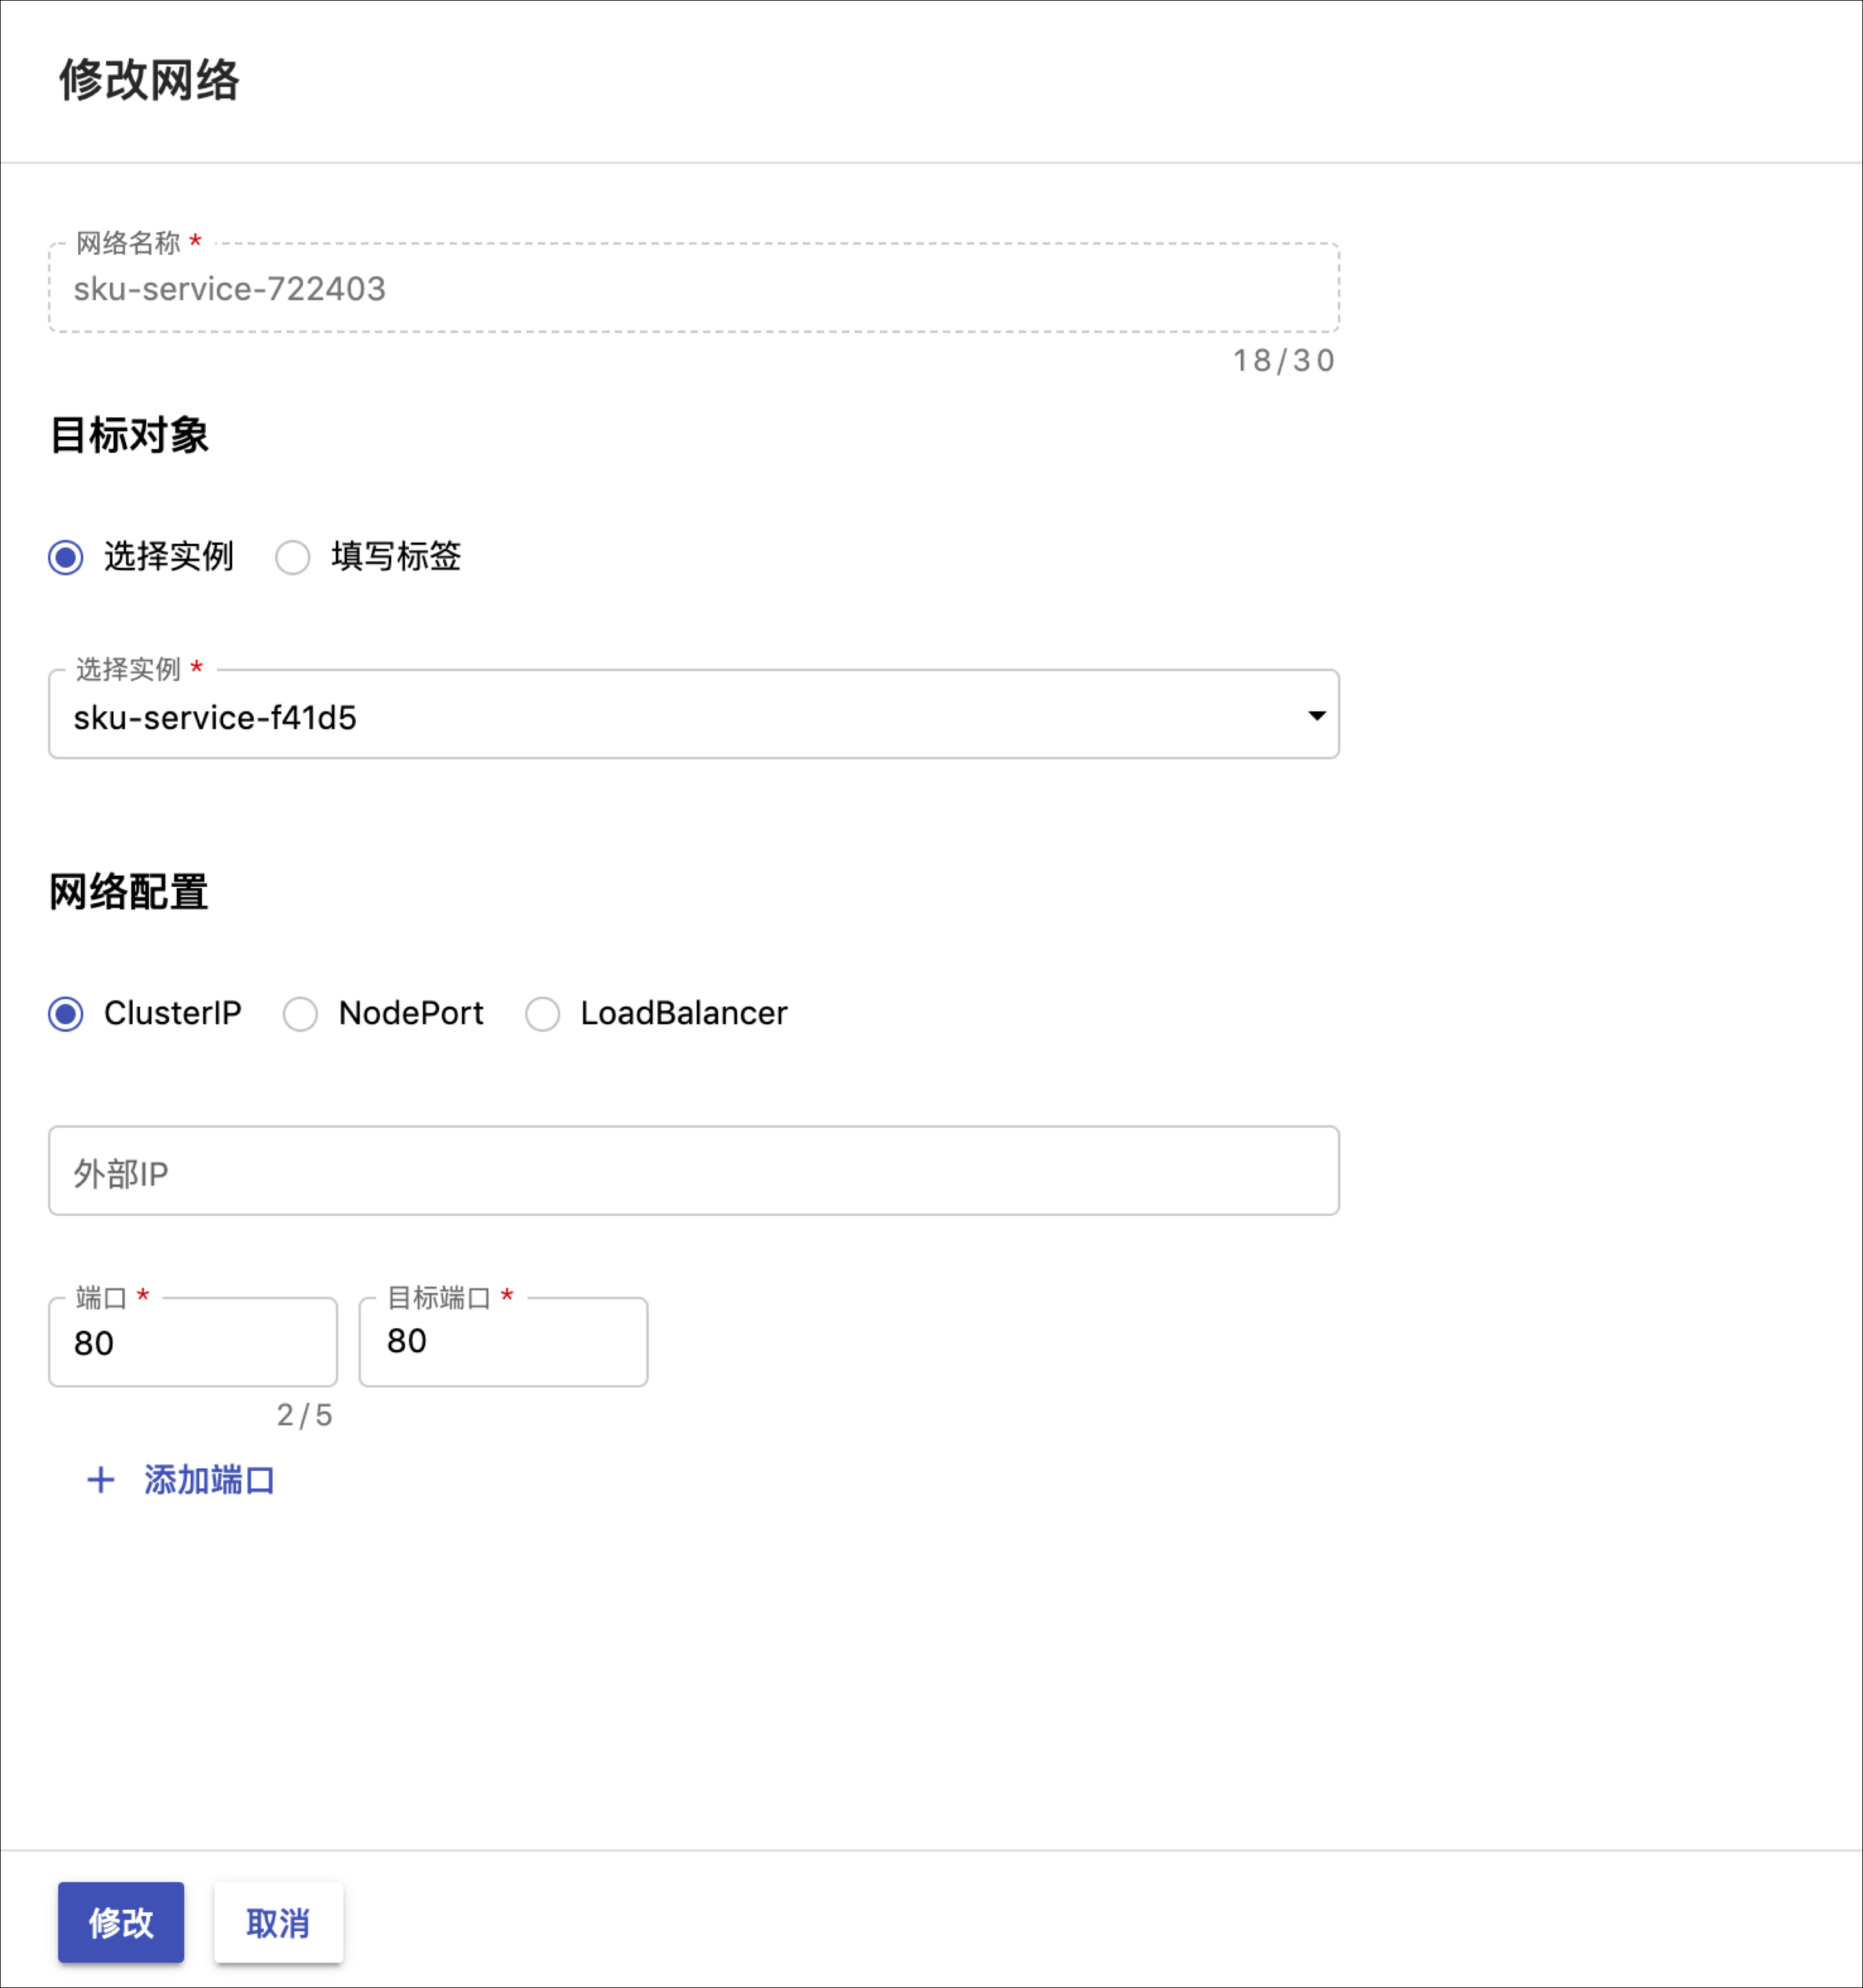 修改网络
网络名称 *
sku-service-722403
18/30
目标对象
选择实例 填写标签
选择实例 *
sku-service-f41d5
网络配置
ClusterIP NodePort LoadBalancer
外部IP
端口 * 目标端口 *
80 80
2/5
+ 添加端口
修改 取消